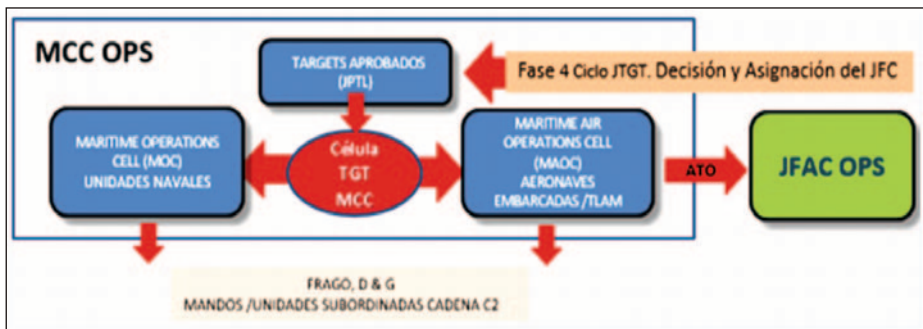 MCC OPS
TARGETS APROBADOS
(JPTL)
Fase 4 Ciclo JTGT. Decisión y Asignación del JFC
MARITIME OPERATIONS
CELL (MOC)
UNIDADES NAVALES
Célula
TGT
MCC
MARITIME AIR
OPERATIONS CELL
(MAOC)
AERONAVES
EMBARCADAS /TLAM
ATO
JFAC OPS
FRAGO, D & G
MANDOS /UNIDADES SUBORDINADAS CADENA C2